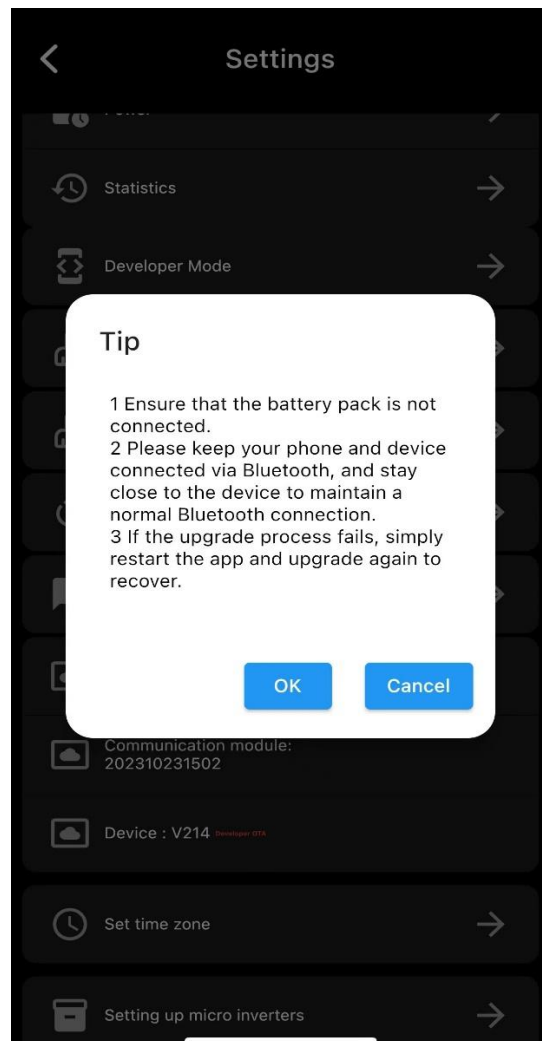 Settings
Statistics
Developer Mode
Tip
1 Ensure that the battery pack is not
connected.
2 Please keep your phone and device
connected via Bluetooth, and stay
close to the device to maintain a
normal Bluetooth connection.
3 If the upgrade process fails, simply
restart the app and upgrade again to
recover.
OK
Cancel
Communication module:
202310231502
Device : V214 Developer OTA
Set time zone
Setting up micro inverters